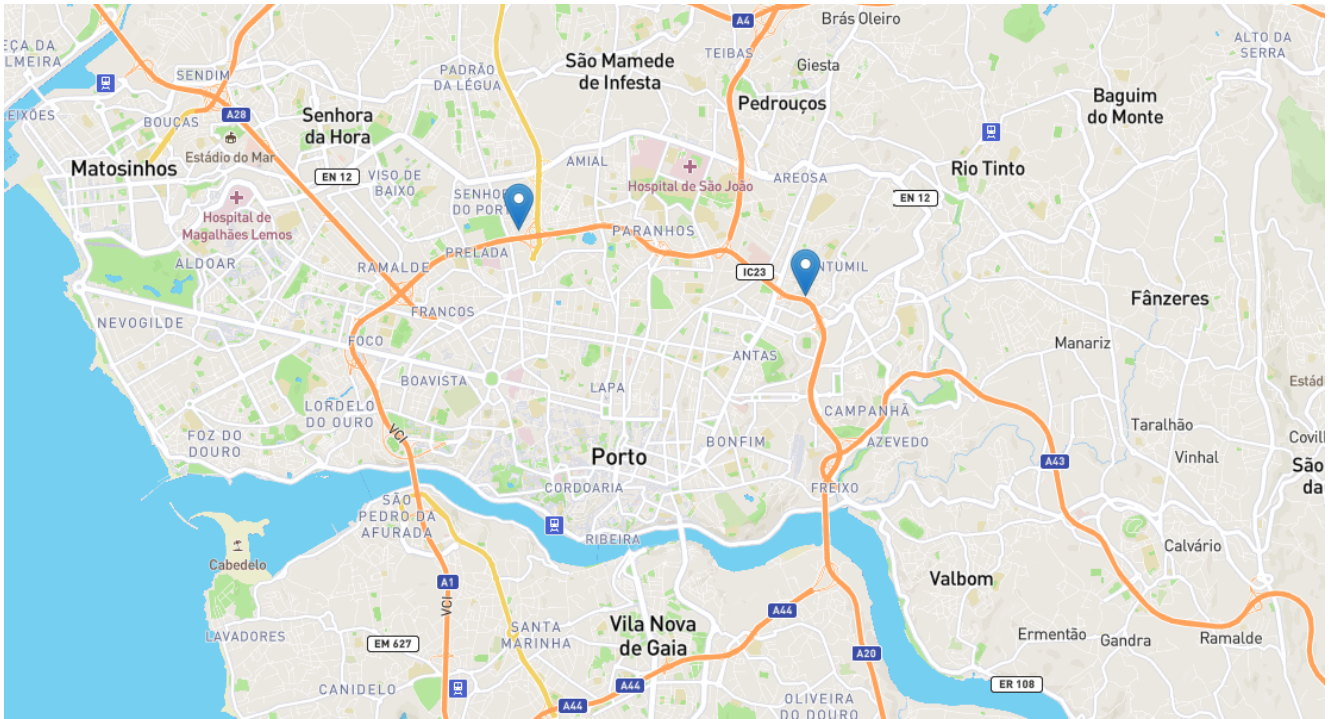 A4
Brás Oleiro
TEIBAS
ALTO DA
SERRA
São Mamede
de Infesta
Giesta
PADRÃO
DA LÉGUA
SENDIM
Pedrouços
Baguim
do Monte
A28
BOUÇAS
Senhora
da Hora
Estádio do Mar
Matosinhos
EN 12
VISO DE
BAIXO
AMIAL
Hospital de São João
AREOSA
Rio Tinto
EN 12
Hospital de
Magalhães Lemos
PARANHOS
PRELADA
ALDOAR
RAMALDE
IC23
Fânzeres
NEVOGILDE
FRANCOS
FOCO
Manariz
ANTAS
BOAVISTA
LAPA
LORDELO
DO OURO
CAMPANHÃ
Taralhão
VCI
FOZ DO
DOURO
BONFIM
AZEVEDO
Porto
Vinhal
A43
CORDOARIA
FREIXO
SÃO
PEDRO DA
AFURADA
RIBEIRA
Calvário
Cabedelo
A1
Valbom
VCI
A44
Vila Nova
de Gaia
SANTA
MARINHA
LAVADORES
EM 627
Ermentão
Gandra
Ramalde
A20
CANIDELO
A44
ER 108
A44
OLIVEIRA
DO DOURO